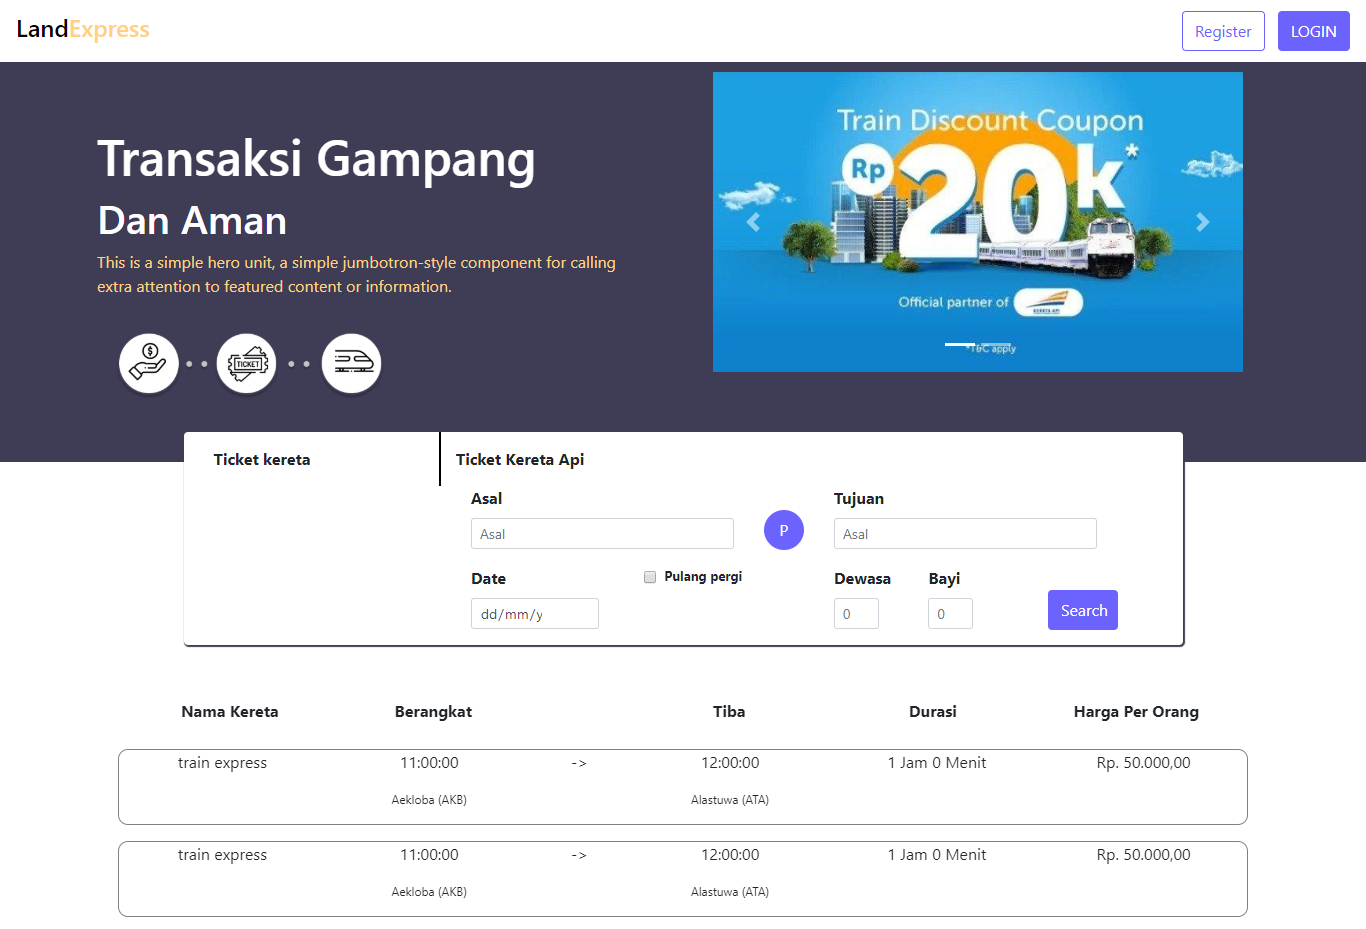 LandExpress
Register
LOGIN
Transaksi Gampang
Dan Aman
This is a simple hero unit, a simple jumbotron-style component for calling
extra attention to featured content or information.
TICKET
Train Discount Coupon
Rp 20k*
Official partner of KERETA API
*T&C apply
Ticket kereta
Ticket Kereta Api
Asal
Tujuan
Asal
P
Asal
Date
Pulang pergi
Dewasa
Bayi
dd/mm/y
0
0
Search
Nama Kereta Berangkat Tiba Durasi Harga Per Orang
train express 11:00:00 -> 12:00:00 1 Jam 0 Menit Rp. 50.000,00
Aekloba (AKB) Alastuwa (ATA)
train express 11:00:00 -> 12:00:00 1 Jam 0 Menit Rp. 50.000,00
Aekloba (AKB) Alastuwa (ATA)